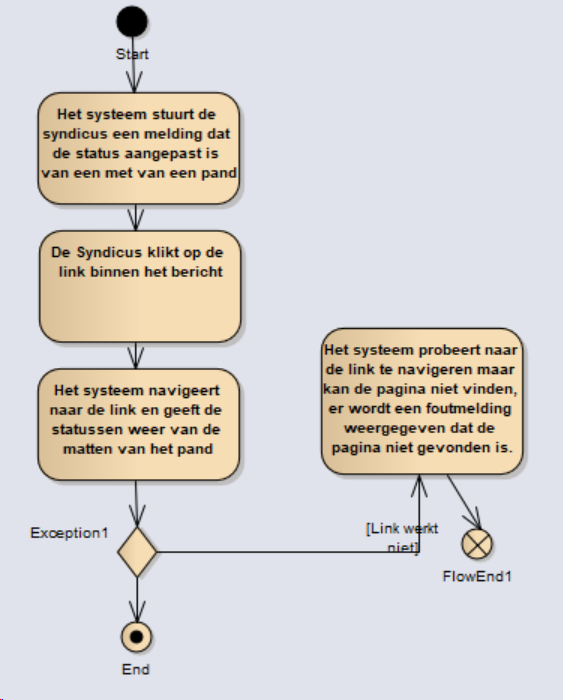 Start
Het systeem stuurt de
syndicus een melding dat
de status aangepast is
van een met van een pand
De Syndicus klikt op de
link binnen het bericht
Het systeem navigeert
naar de link en geeft de
statussen weer van de
matten van het pand
Het systeem probeert naar
de link te navigeren maar
kan de pagina niet vinden,
er wordt een foutmelding
weergegeven dat de
pagina niet gevonden is.
Exception1
[Link werkt
niet]
FlowEnd1
End